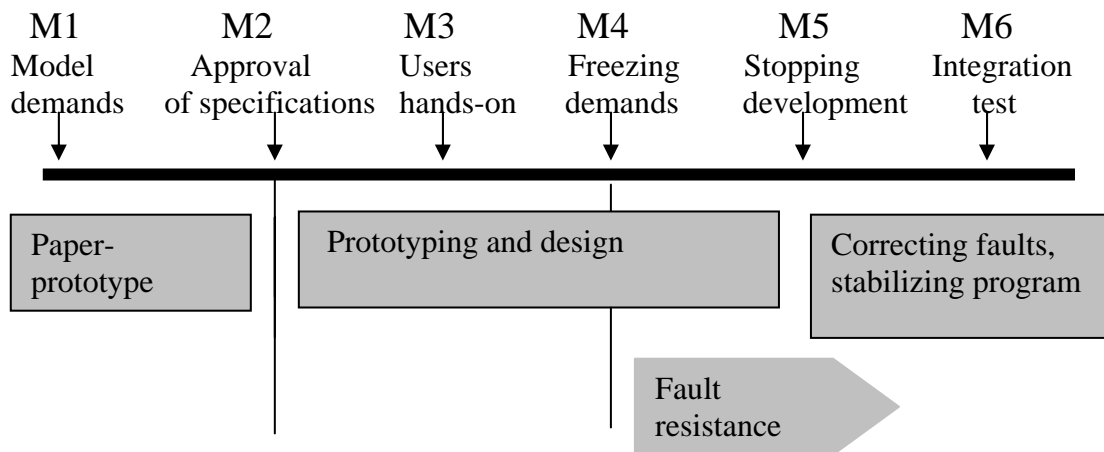 M1 M2 M3 M4 M5 M6
Model Approval Users Freezing Stopping Integration
demands of specifications hands-on demands development test
Paper-
prototype
Prototyping and design
Correcting faults,
stabilizing program
Fault
resistance